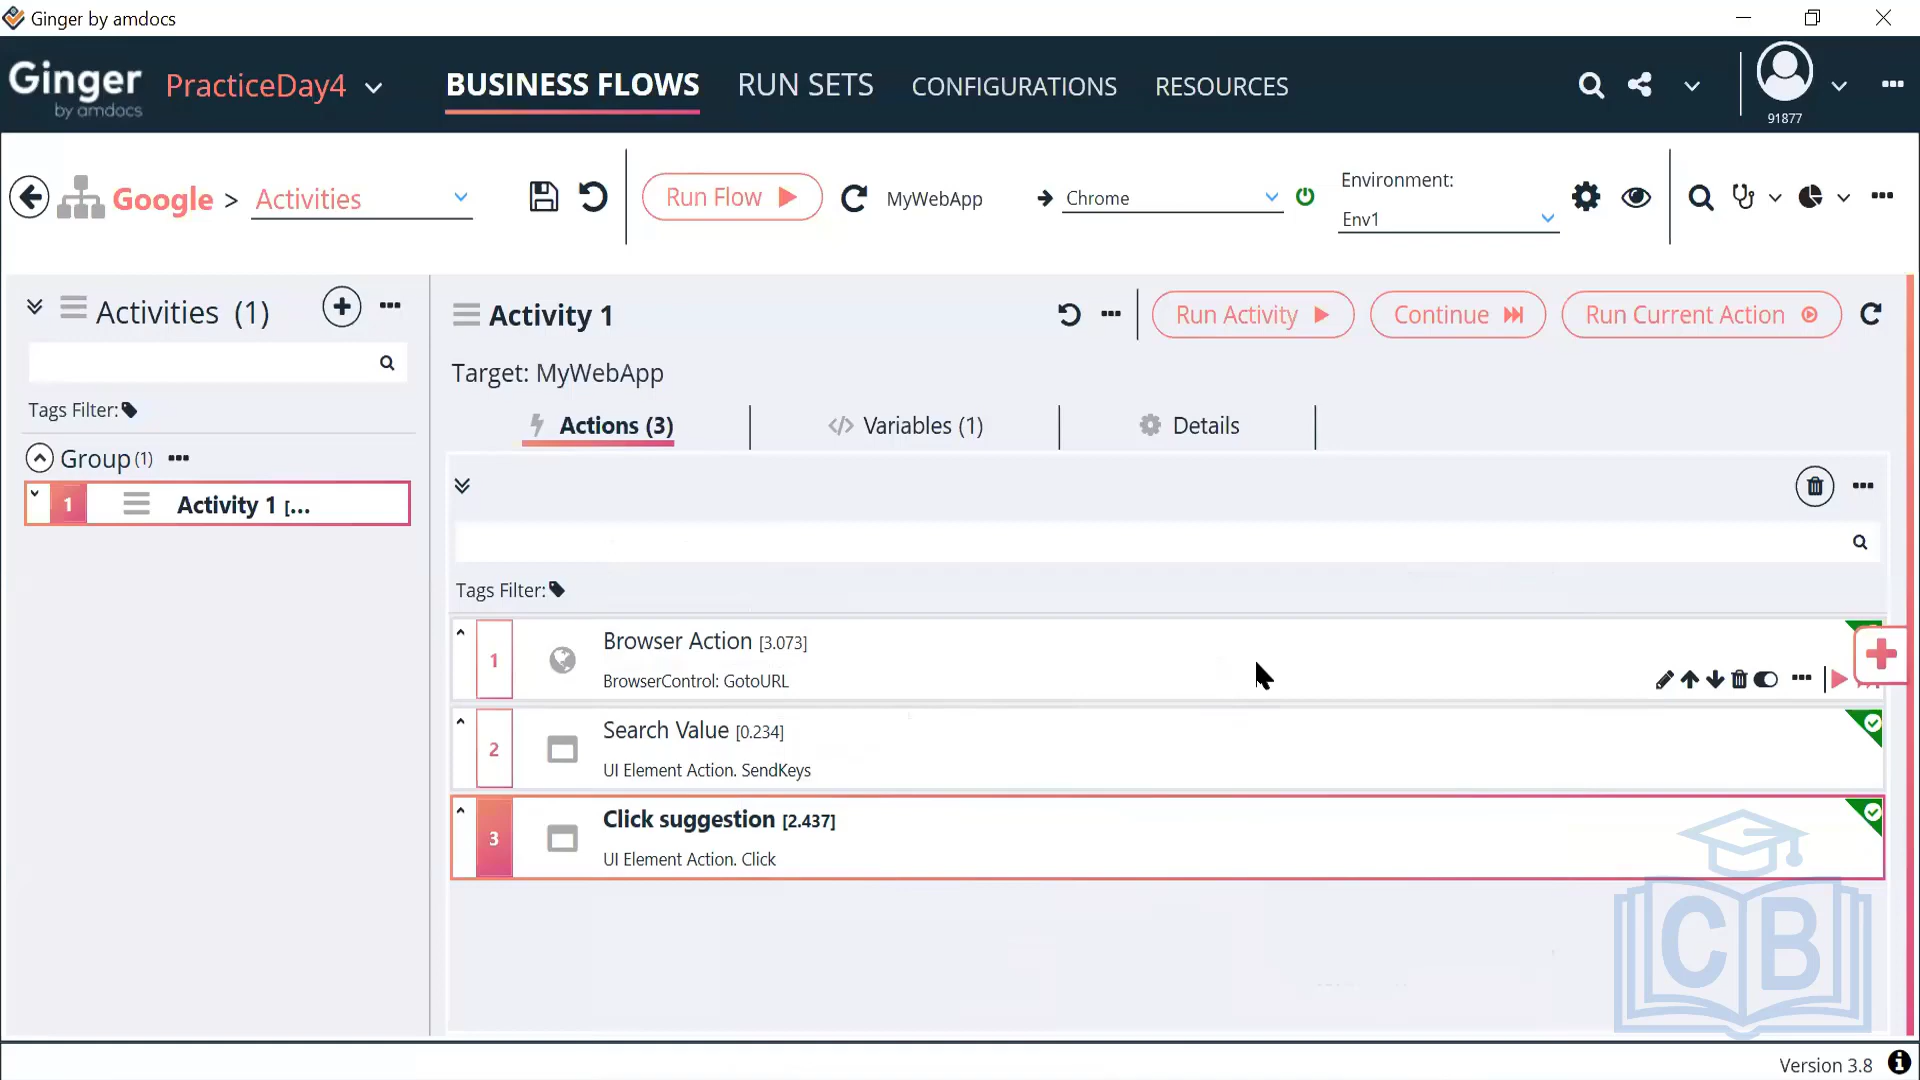 Ginger by amdocs
Ginger
by amdocs
PracticeDay4
BUSINESS FLOWS
RUN SETS
CONFIGURATIONS
RESOURCES
91877
Google > Activities
Run Flow
MyWebApp
Chrome
Environment:
Env1
Activities (1)
Tags Filter:
Group (1)
1
Activity 1 [...
Activity 1
Run Activity
Continue
Run Current Action
Target: MyWebApp
Actions (3)
Variables (1)
Details
Tags Filter:
1
Browser Action [3.073]
BrowserControl: GotoURL
2
Search Value [0.234]
UI Element Action. SendKeys
3
Click suggestion [2.437]
UI Element Action. Click
CB
Version 3.8